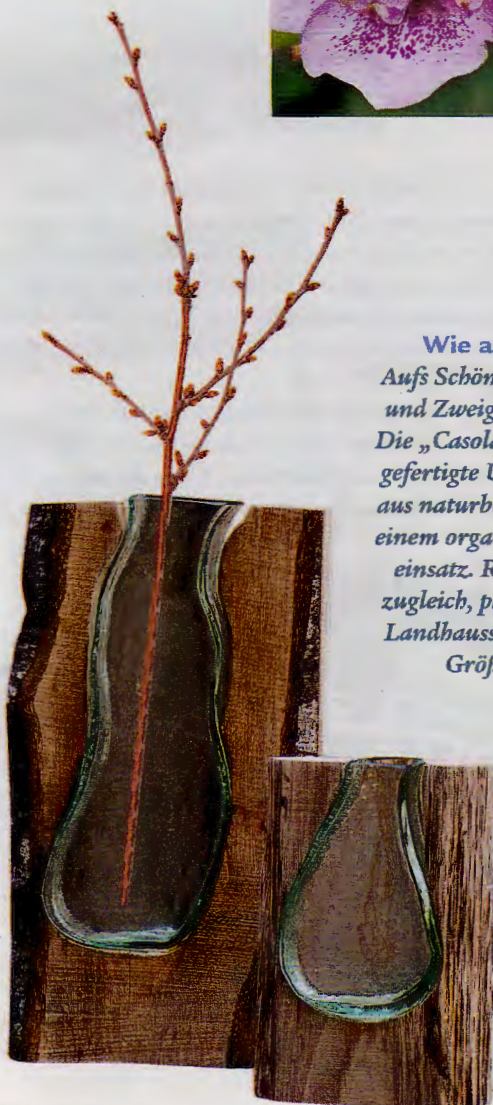 Wie a
Aufs Schön
und Zweig
Die „Casola
gefertigte U
aus naturb
einem orga
einsatz. R
zugleich, p
Landhauss
Größ